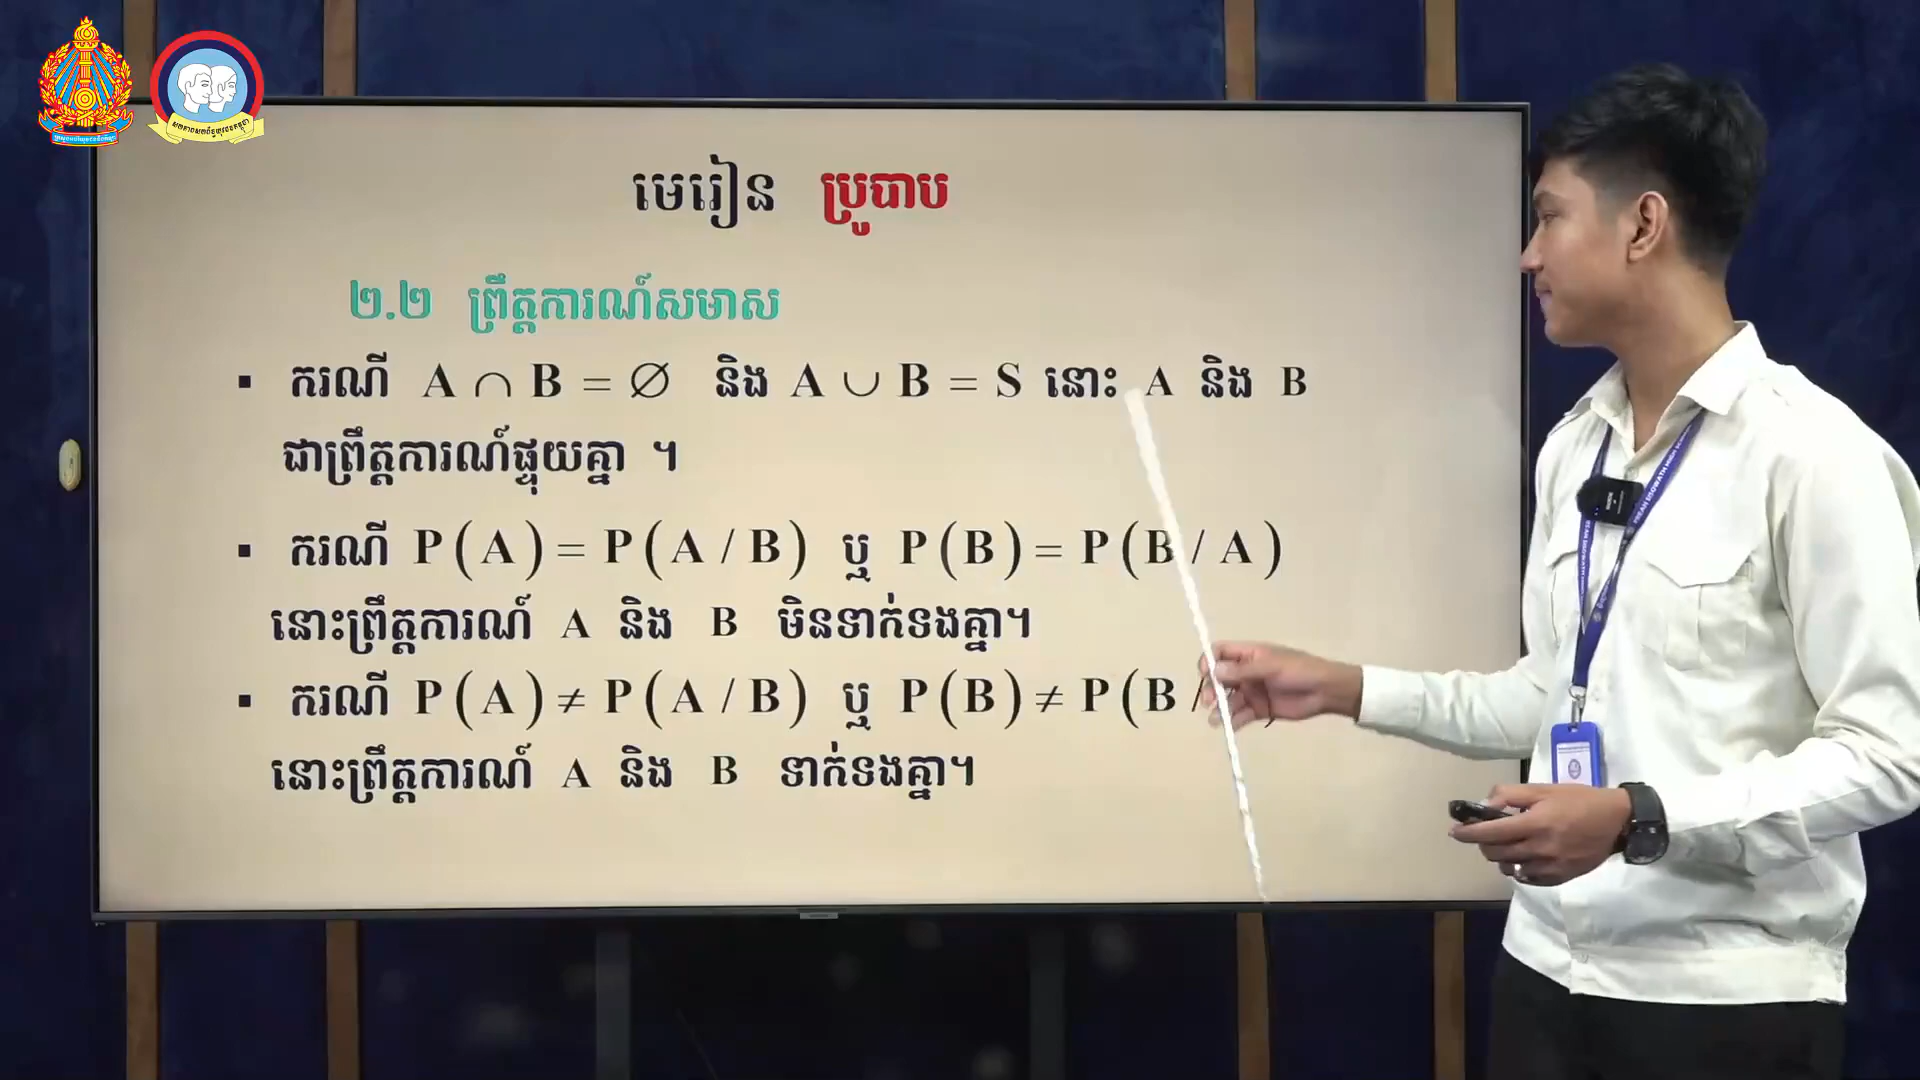 មេរៀន ប្រូបាប
២.២ ព្រឹត្តការណ៍សមាស
▪ ករណី A ∩ B = ∅ និង A ∪ B = S នោះ A និង B
ជាព្រឹត្តការណ៍ផ្ទុយគ្នា ។
▪ ករណី P(A) = P(A / B) ឬ P(B) = P(B / A)
នោះព្រឹត្តការណ៍ A និង B មិនទាក់ទងគ្នា។
▪ ករណី P(A) ≠ P(A / B) ឬ P(B) ≠ P(B /
នោះព្រឹត្តការណ៍ A និង B ទាក់ទងគ្នា។